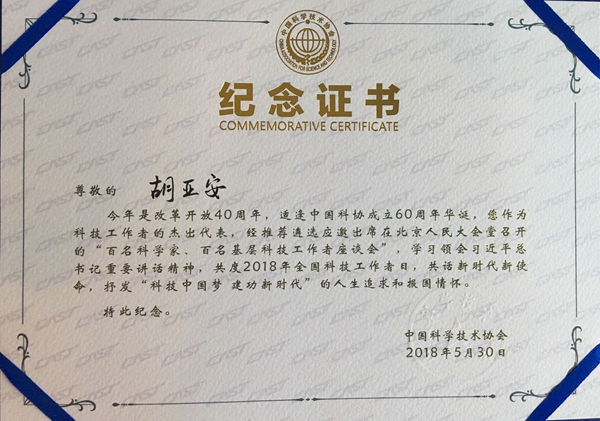 中国科学技术协会
CHINA ASSOCIATION FOR SCIENCE AND TECHNOLOGY
纪念证书
COMMEMORATIVE CERTIFICATE
尊敬的 胡亚安
今年是改革开放40周年，适逢中国科协成立60周年华诞，您作为
科技工作者的杰出代表，经推荐遴选应邀出席在北京人民大会堂召开
的“百名科学家、百名基层科技工作者座谈会”，学习领会习近平总
书记重要讲话精神，共度2018年全国科技工作者日，共话新时代新使
命，抒发“科技中国梦 建功新时代”的人生追求和报国情怀。
特此纪念。
中国科学技术协会
2018年5月30日
CAST